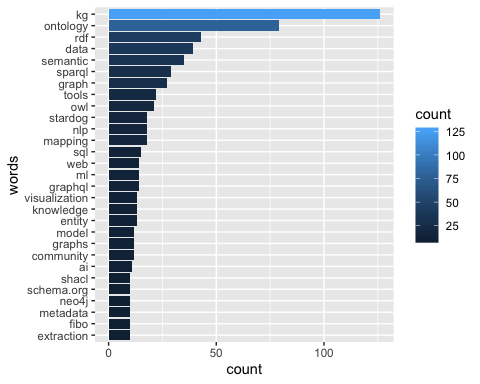 kg
ontology
rdf
data
semantic
sparql
graph
tools
owl
stardog
nlp
mapping
sql
web
ml
graphql
visualization
knowledge
entity
model
graphs
community
ai
shacl
schema.org
neo4j
metadata
fibo
extraction
words
0 50 100
count
count
125
100
75
50
25